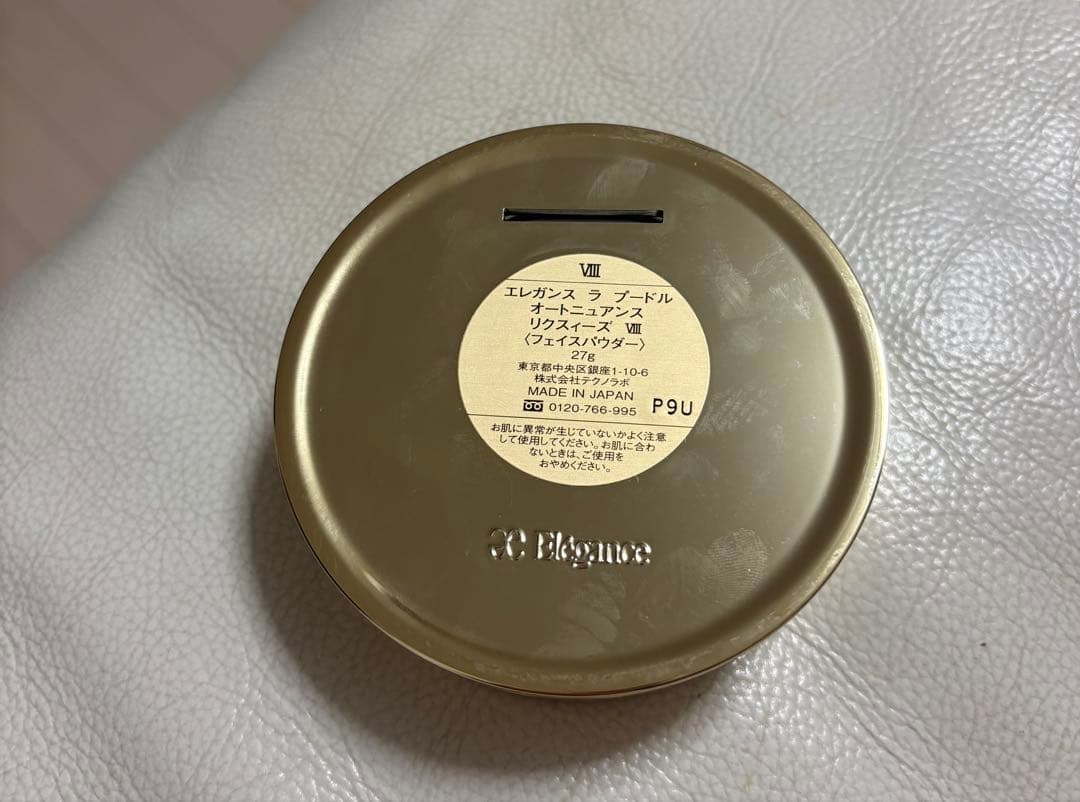 Ⅷ
エレガンス ラ プードル
オートニュアンス
リクスィーズ Ⅷ
〈フェイスパウダー〉
27g
東京都中央区銀座1-10-6
株式会社テクノラボ
MADE IN JAPAN
0120-766-995 P9U
お肌に異常が生じていないかよく注意
して使用してください。お肌に合わ
ないときは、ご使用を
おやめください。
Elégance